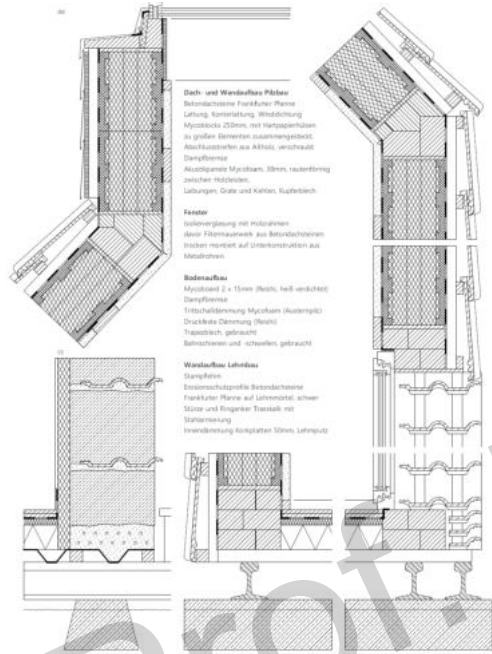 Dach- und Wandaufbau Pilzbau
Betondachsteine Frankfurter Pfanne
Lattung, Konterlattung, Winddichtung
Mycoblocks 250mm, mit Hartpapierhülsen
zu großen Elementen zusammengesteckt,
Abschlussstreifen aus Altholz, verschraubt
Dampfbremse
Akustikpaneele Mycofoam, 38mm, rautenförmig
zwischen Holzleisten,
Laibungen, Grate und Kehlen, Kupferblech
Fenster
Isolierverglasung mit Holzrahmen
davor Filtermauerwerk aus Betondachsteinen
trocken montiert auf Unterkonstruktion aus
Metallrohren
Bodenaufbau
Mycoboard 2 x 15mm (Reishi, heiß verdichtet)
Dampfbremse
Trittschalldämmung Mycofoam (Austernpilz)
Druckfeste Dämmung (Reishi)
Trapezblech, gebraucht
Bahnschienen und -schwellen, gebraucht
Wandaufbau Lehmbau
Stampflehm
Erosionsschutzprofile Betondachsteine
Frankfurter Pfanne auf Lehmmörtel, schwer
Stürze und Ringanker Trasskalk mit
Stahlarmierung
Innendämmung Korkplatten 50mm, Lehmputz
Prof.